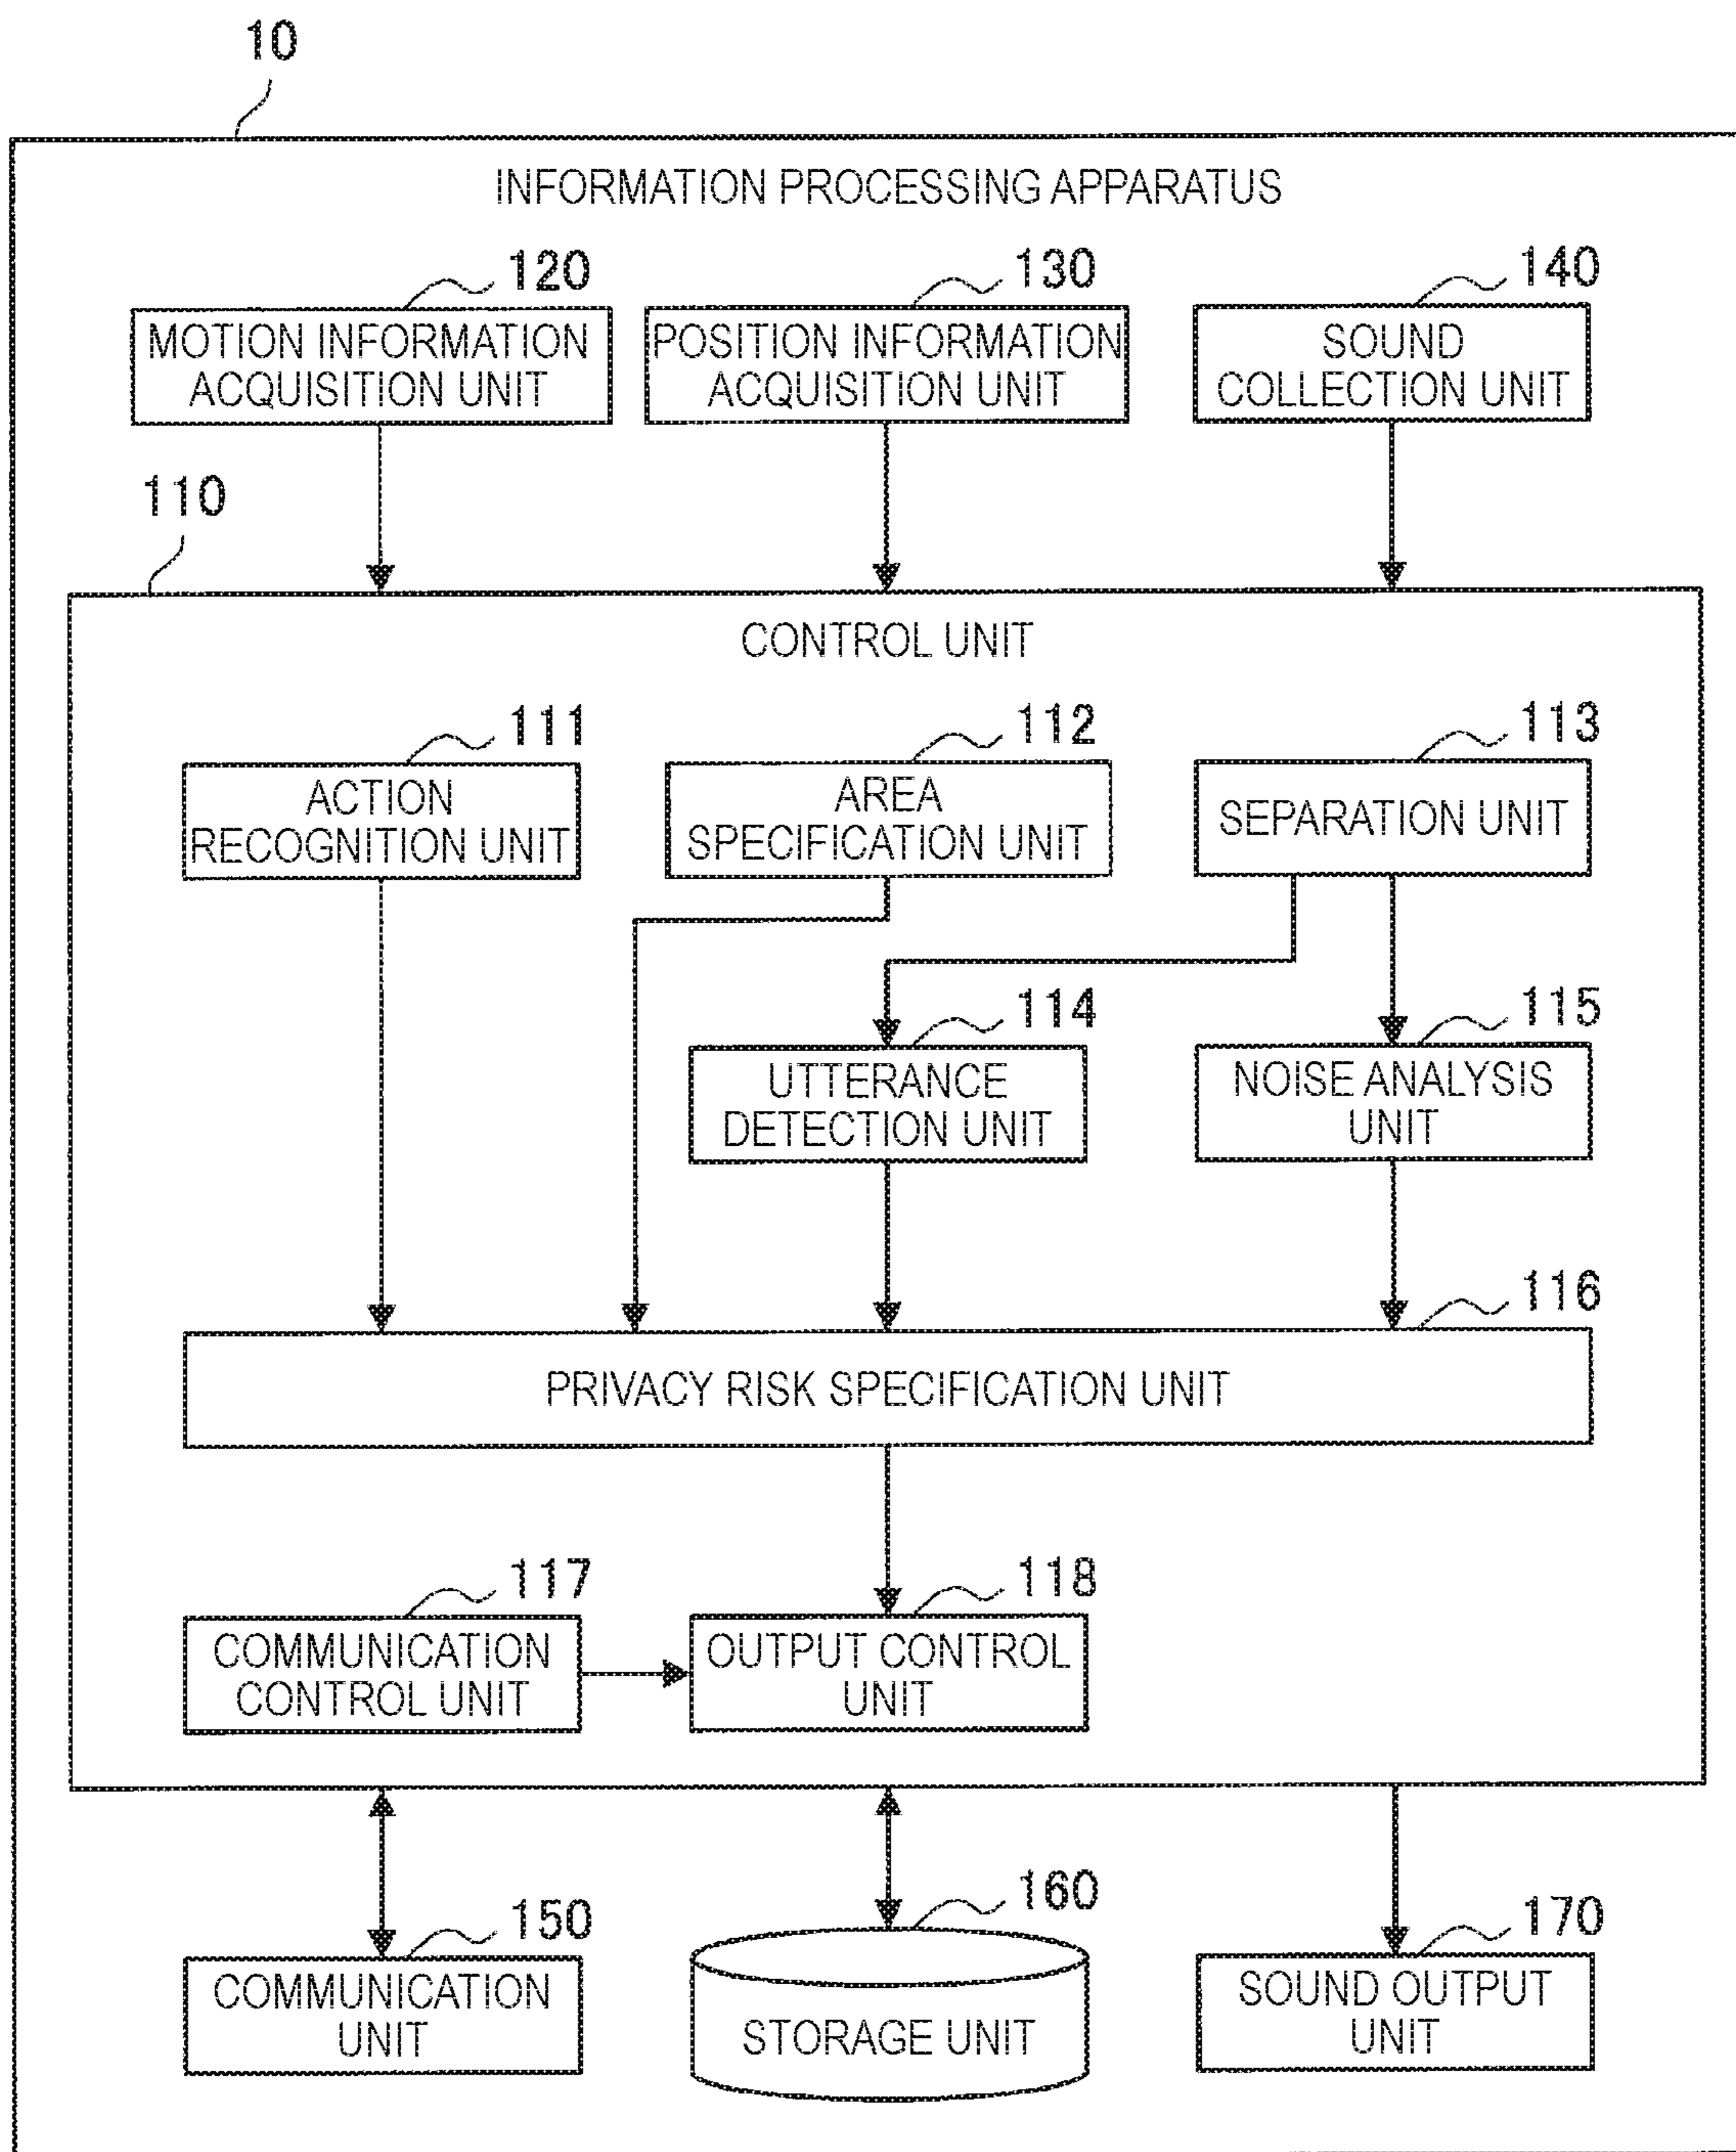 10
INFORMATION PROCESSING APPARATUS
120
130
140
MOTION INFORMATION
ACQUISITION UNIT
POSITION INFORMATION
ACQUISITION UNIT
SOUND
COLLECTION UNIT
110
CONTROL UNIT
111
112
113
ACTION
RECOGNITION UNIT
AREA
SPECIFICATION UNIT
SEPARATION UNIT
114
115
UTTERANCE
DETECTION UNIT
NOISE ANALYSIS
UNIT
116
PRIVACY RISK SPECIFICATION UNIT
117
118
COMMUNICATION
CONTROL UNIT
OUTPUT CONTROL
UNIT
150
160
170
COMMUNICATION
UNIT
STORAGE UNIT
SOUND OUTPUT
UNIT